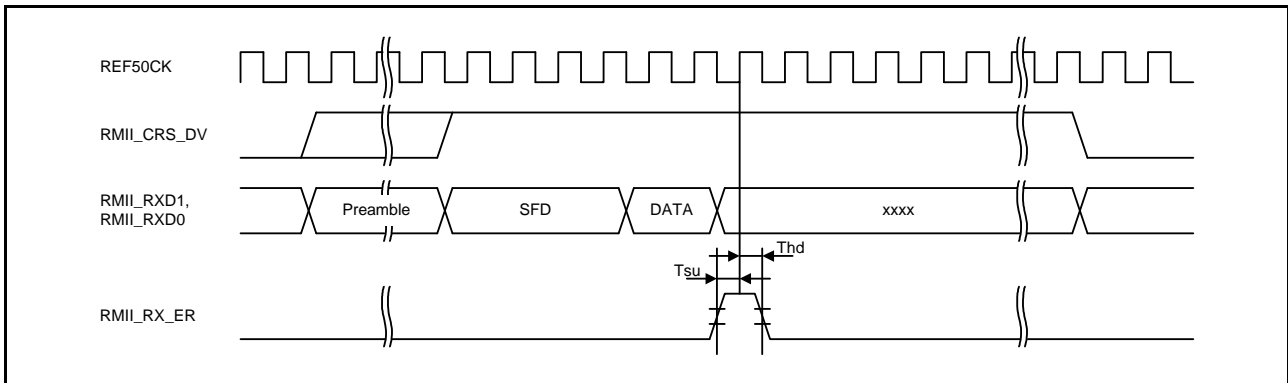 REF50CK
RMII_CRS_DV
RMII_RXD1,
RMII_RXD0
Preamble
SFD
DATA
xxxx
Thd
Tsu
RMII_RX_ER